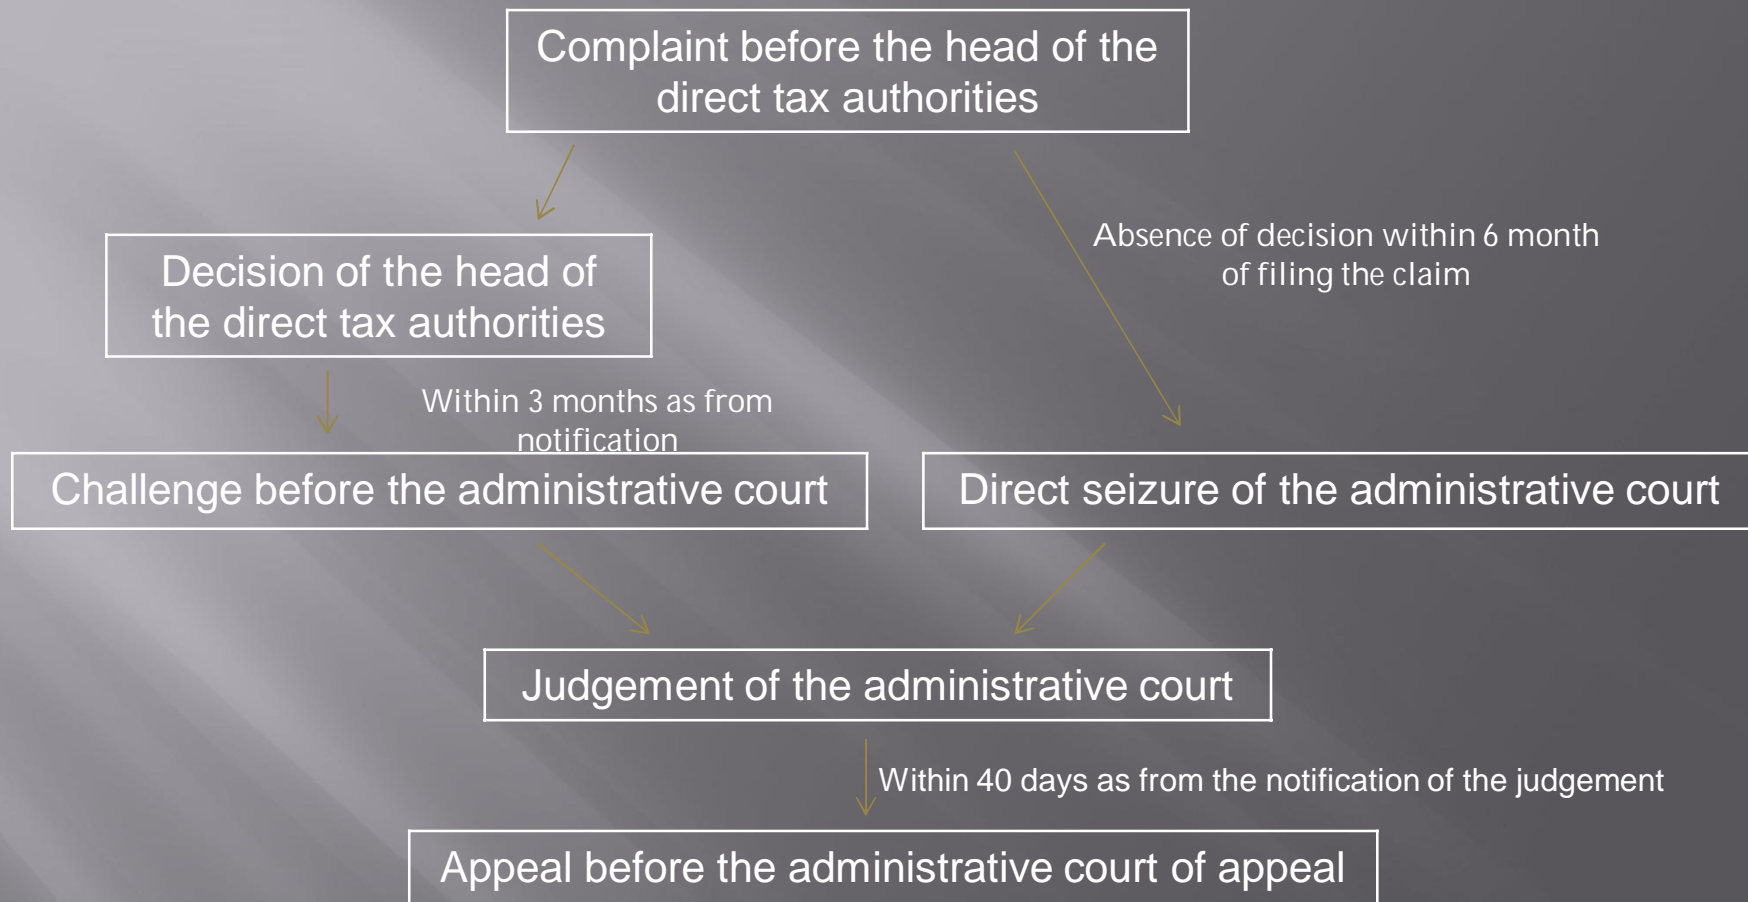 Complaint before the head of the
direct tax authorities
Absence of decision within 6 month
of filing the claim
Decision of the head of
the direct tax authorities
Within 3 months as from
notification
Challenge before the administrative court
Direct seizure of the administrative court
Judgement of the administrative court
Within 40 days as from the notification of the judgement
Appeal before the administrative court of appeal